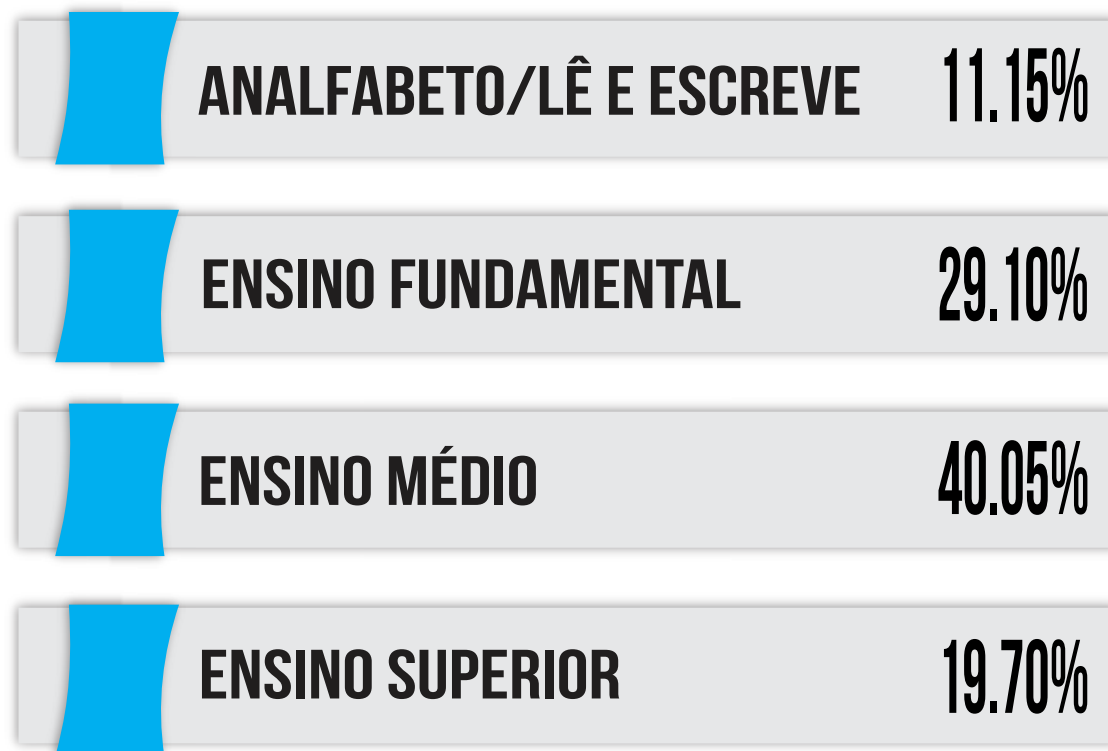 ANALFABETO/LÊ E ESCREVE 11.15%
ENSINO FUNDAMENTAL 29.10%
ENSINO MÉDIO 40.05%
ENSINO SUPERIOR 19.70%